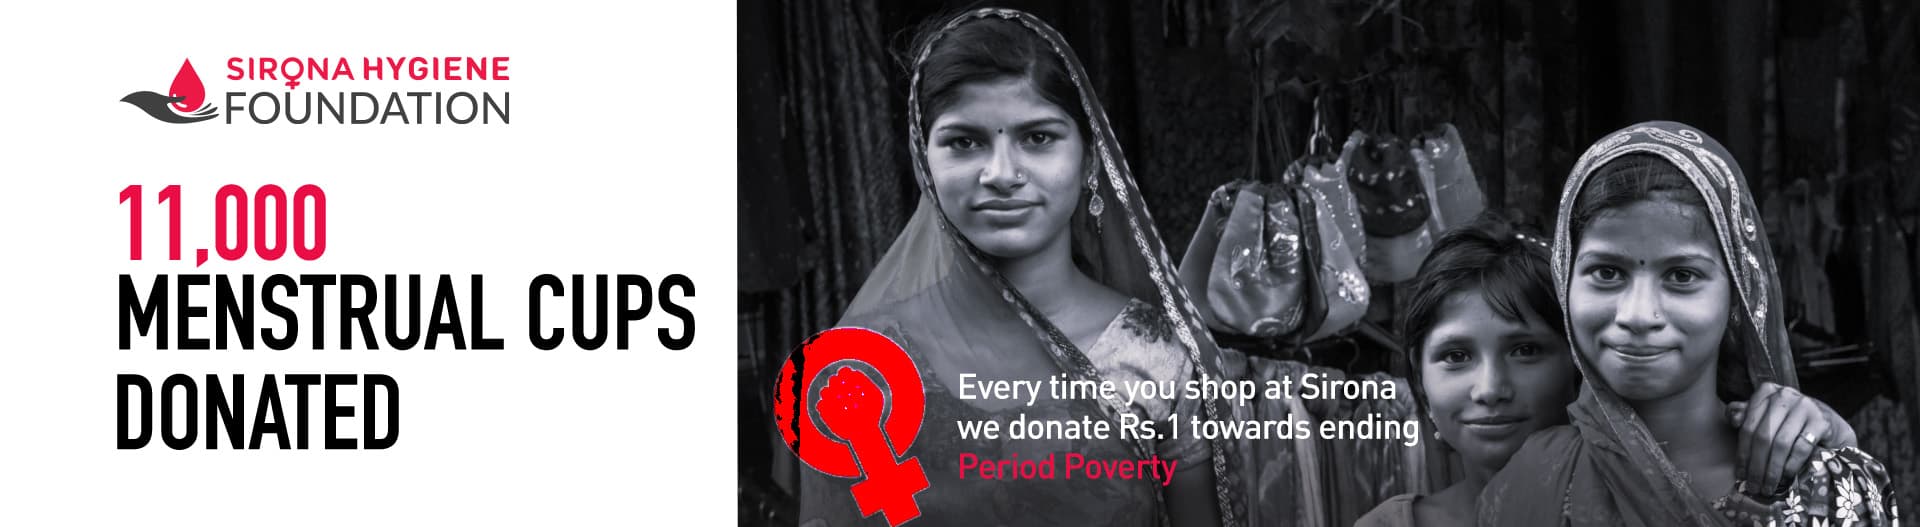 SIRONA HYGIENE
FOUNDATION
11,000
MENSTRUAL CUPS
DONATED
Every time you shop at Sirona
we donate Rs.1 towards ending
Period Poverty